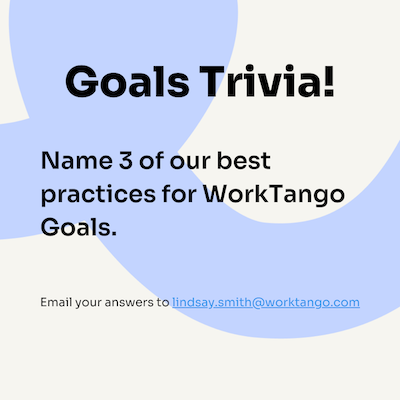 Goals Trivia!
Name 3 of our best
practices for WorkTango
Goals.
Email your answers to lindsay.smith@worktango.com